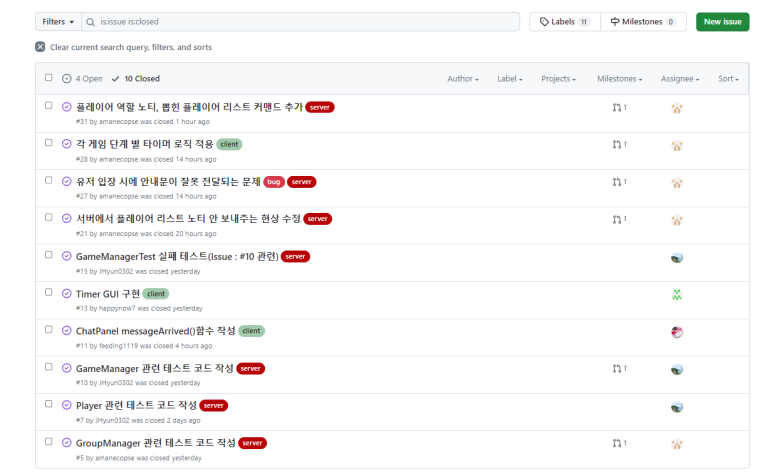 Filters is:issue is:closed Labels 11 Milestones 0 New issue
Clear current search query, filters, and sorts
4 Open 10 Closed Author Label Projects Milestones Assignee Sort
플레이어 역할 노티, 뽑힌 플레이어 리스트 커맨드 추가 server 1
#31 by amanecopse was closed 1 hour ago
각 게임 단계 별 타이머 로직 적용 client 1
#28 by amanecopse was closed 14 hours ago
유저 입장 시에 안내문이 잘못 전달되는 문제 bug server 1
#27 by amanecopse was closed 14 hours ago
서버에서 플레이어 리스트 노티 안 보내주는 현상 수정 server 1
#21 by amanecopse was closed 20 hours ago
GameManagerTest 실패 테스트(Issue : #10 관련) server
#15 by JHyun0302 was closed yesterday
Timer GUI 구현 client
#13 by happynow7 was closed yesterday
ChatPanel messageArrived()함수 작성 client
#11 by feeding1119 was closed 4 hours ago
GameManager 관련 테스트 코드 작성 server 1
#10 by JHyun0302 was closed yesterday
Player 관련 테스트 코드 작성 server
#7 by JHyun0302 was closed 2 days ago
GroupManager 관련 테스트 코드 작성 server 1
#5 by amanecopse was closed yesterday